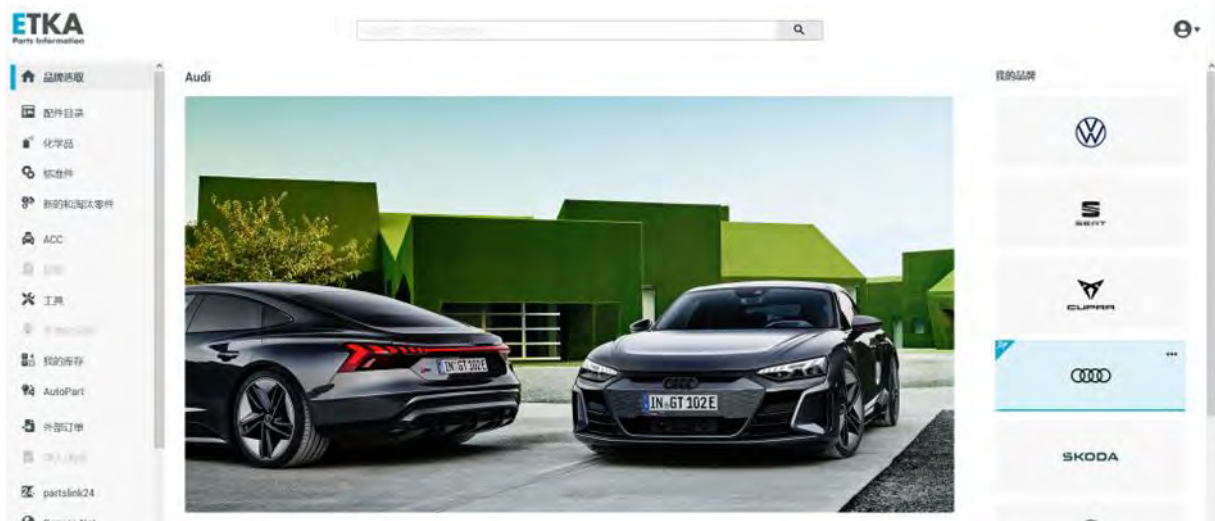 ETKA
Parts Information
品牌选取
配件目录
化学品
标准件
新的和淘汰零件
ACC
工具
我的库存
AutoPart
外部订单
partslink24
Audi
IN·GT 102E
IN·GT 102E
我的品牌
SEAT
CUPRA
SKODA